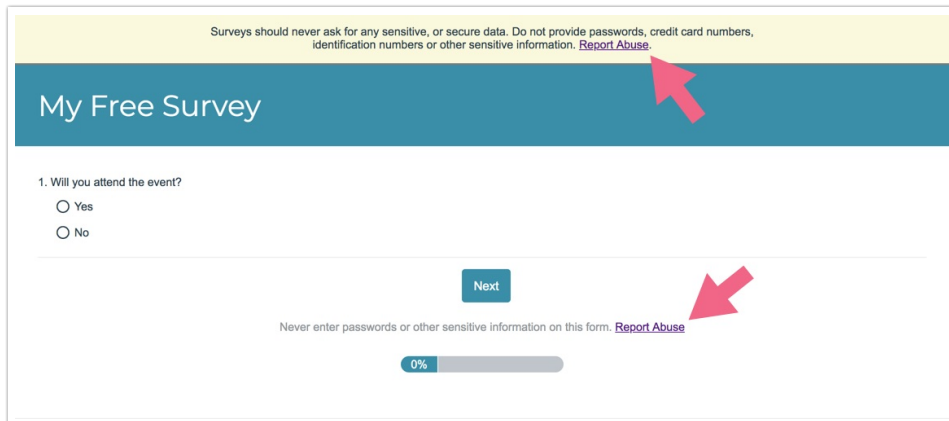 Surveys should never ask for any sensitive, or secure data. Do not provide passwords, credit card numbers,
identification numbers or other sensitive information. Report Abuse.
My Free Survey
1. Will you attend the event?
Yes
No
Next
Never enter passwords or other sensitive information on this form. Report Abuse
0%